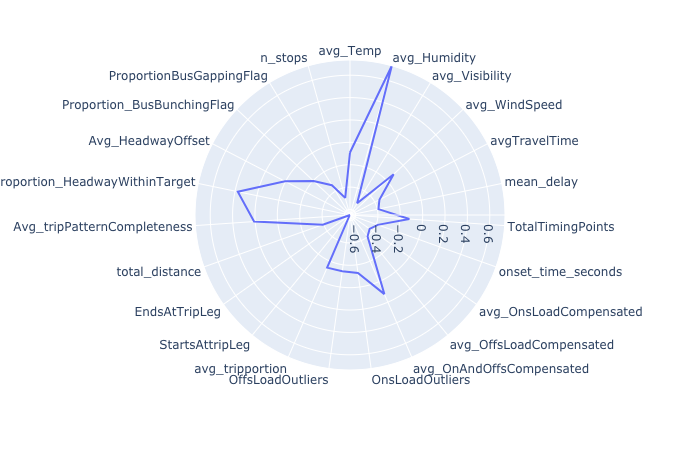 avg_Temp
avg_Humidity
avg_Visibility
avg_WindSpeed
avgTravelTime
mean_delay
TotalTimingPoints
onset_time_seconds
avg_OnsLoadCompensated
avg_OffsLoadCompensated
avg_OnAndOffsCompensated
OnsLoadOutliers
OffsLoadOutliers
avg_tripportion
StartsAttripLeg
EndsAtTripLeg
total_distance
Avg_tripPatternCompleteness
roportion_HeadwayWithinTarget
Avg_HeadwayOffset
Proportion_BusBunchingFlag
ProportionBusGappingFlag
n_stops
−0.6
−0.4
−0.2
0
0.2
0.4
0.6